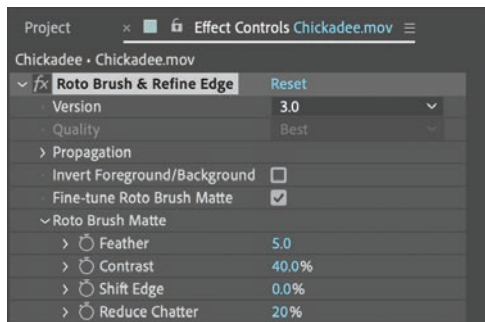 Project × Effect Controls Chickadee.mov
Chickadee • Chickadee.mov
fx Roto Brush & Refine Edge Reset
Version 3.0
Quality Best
Propagation
Invert Foreground/Background
Fine-tune Roto Brush Matte
Roto Brush Matte
Feather 5.0
Contrast 40.0%
Shift Edge 0.0%
Reduce Chatter 20%